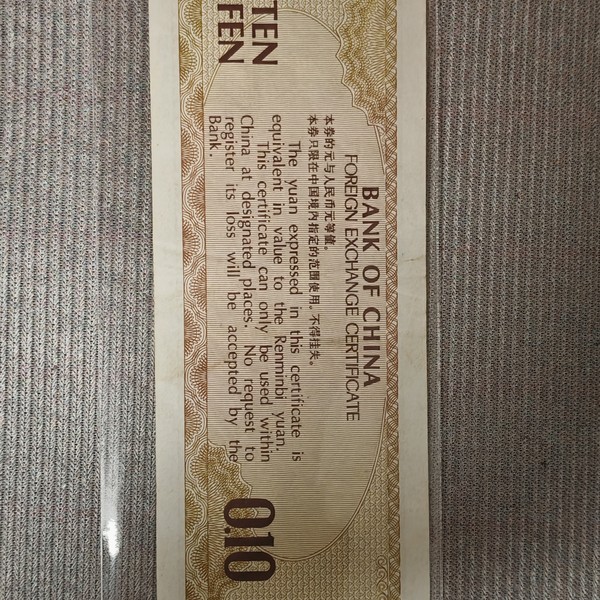 BANK OF CHINA
FOREIGN EXCHANGE CERTIFICATE
本券的元与人民币元等值。
本券只限在中国境内指定的范围使用。不得挂失。
The yuan expressed in this certificate is
equivalent in value to the Renminbi yuan.
This certificate can only be used within
China at designated places. No request to
register its loss will be accepted by the
Bank.
TEN
FEN
0.10